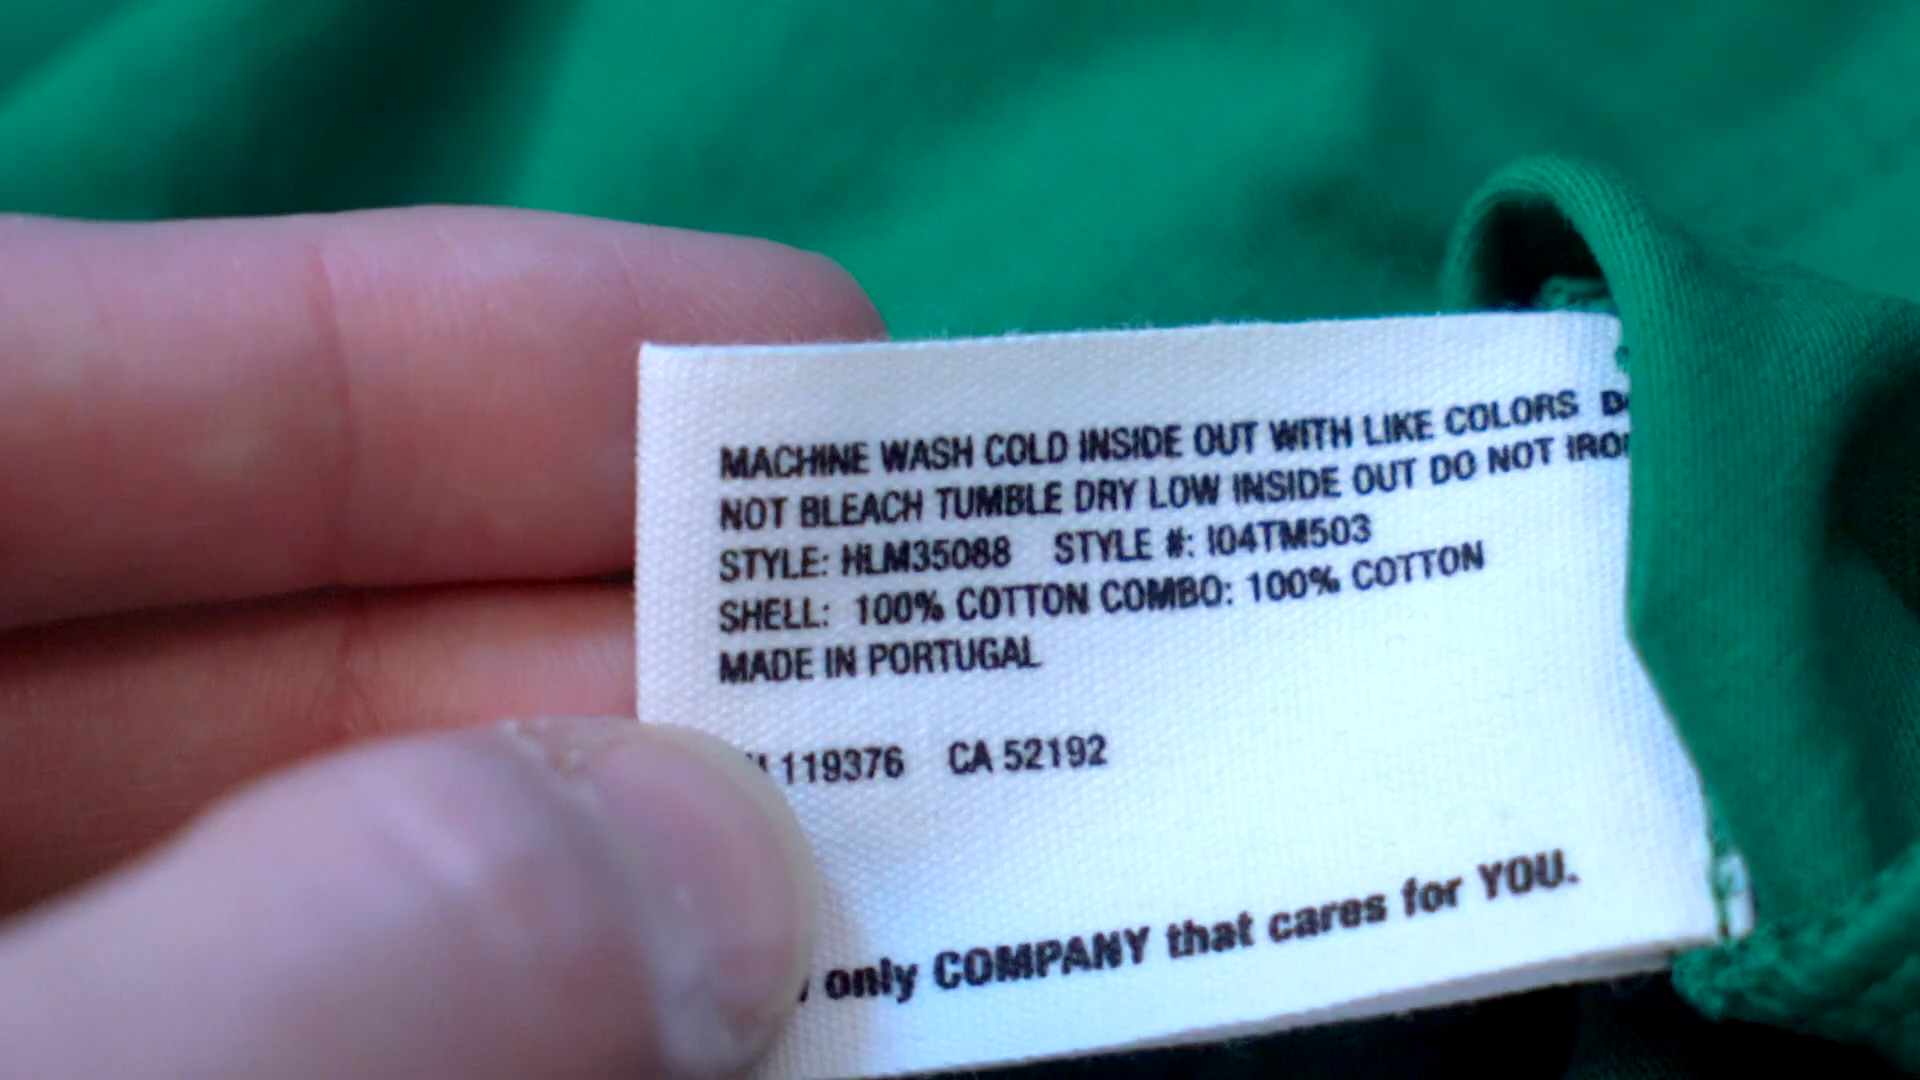 MACHINE WASH COLD INSIDE OUT WITH LIKE COLORS
NOT BLEACH TUMBLE DRY LOW INSIDE OUT DO NOT IRON
STYLE: HLM35088 STYLE #: I04TM503
SHELL: 100% COTTON COMBO: 100% COTTON
MADE IN PORTUGAL
119376 CA 52192
only COMPANY that cares for YOU.